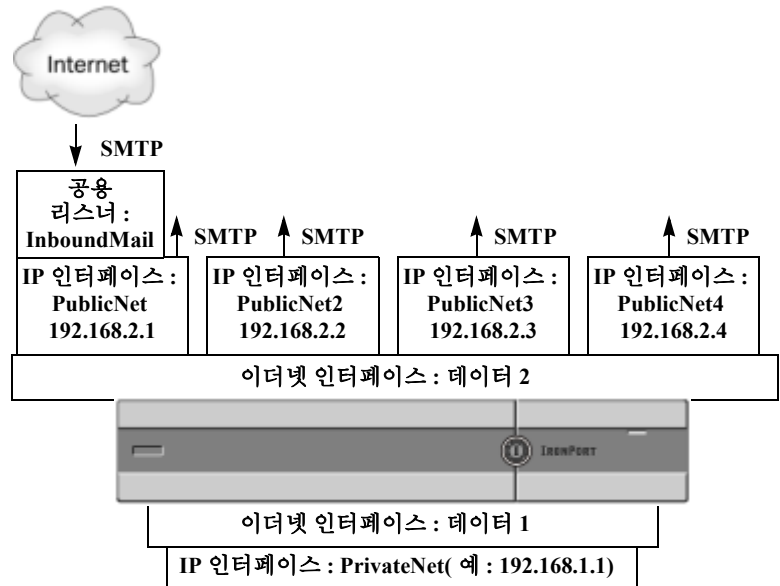 Internet
SMTP
공용
리스너 :
InboundMail
SMTP
SMTP
SMTP
SMTP
IP 인터페이스 :
PublicNet
192.168.2.1
IP 인터페이스 :
PublicNet2
192.168.2.2
IP 인터페이스 :
PublicNet3
192.168.2.3
IP 인터페이스 :
PublicNet4
192.168.2.4
이더넷 인터페이스 : 데이터 2
IRONPORT
이더넷 인터페이스 : 데이터 1
IP 인터페이스 : PrivateNet( 예 : 192.168.1.1)